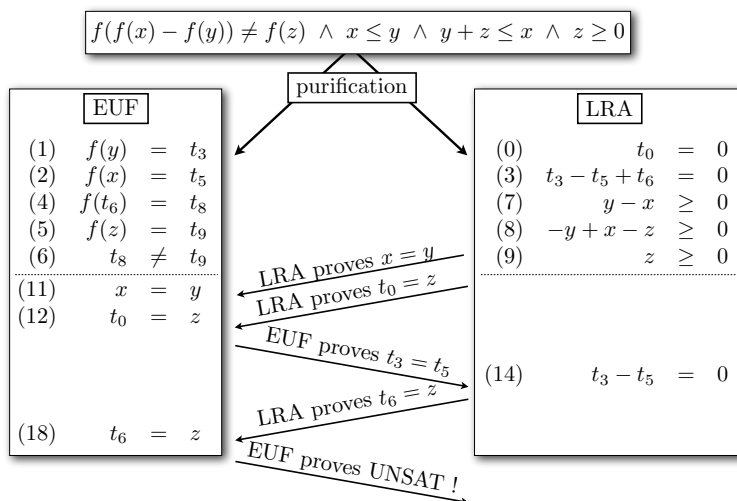 f(f(x) − f(y)) ≠ f(z) ∧ x ≤ y ∧ y + z ≤ x ∧ z ≥ 0
purification
EUF
(1) f(y) = t₃
(2) f(x) = t₅
(4) f(t₆) = t₈
(5) f(z) = t₉
(6) t₈ ≠ t₉
(11) x = y
(12) t₀ = z
(18) t₆ = z
LRA
(0) t₀ = 0
(3) t₃ − t₅ + t₆ = 0
(7) y − x ≥ 0
(8) −y + x − z ≥ 0
(9) z ≥ 0
(14) t₃ − t₅ = 0
LRA proves x = y
LRA proves t₀ = z
EUF proves t₃ = t₅
LRA proves t₆ = z
EUF proves UNSAT !